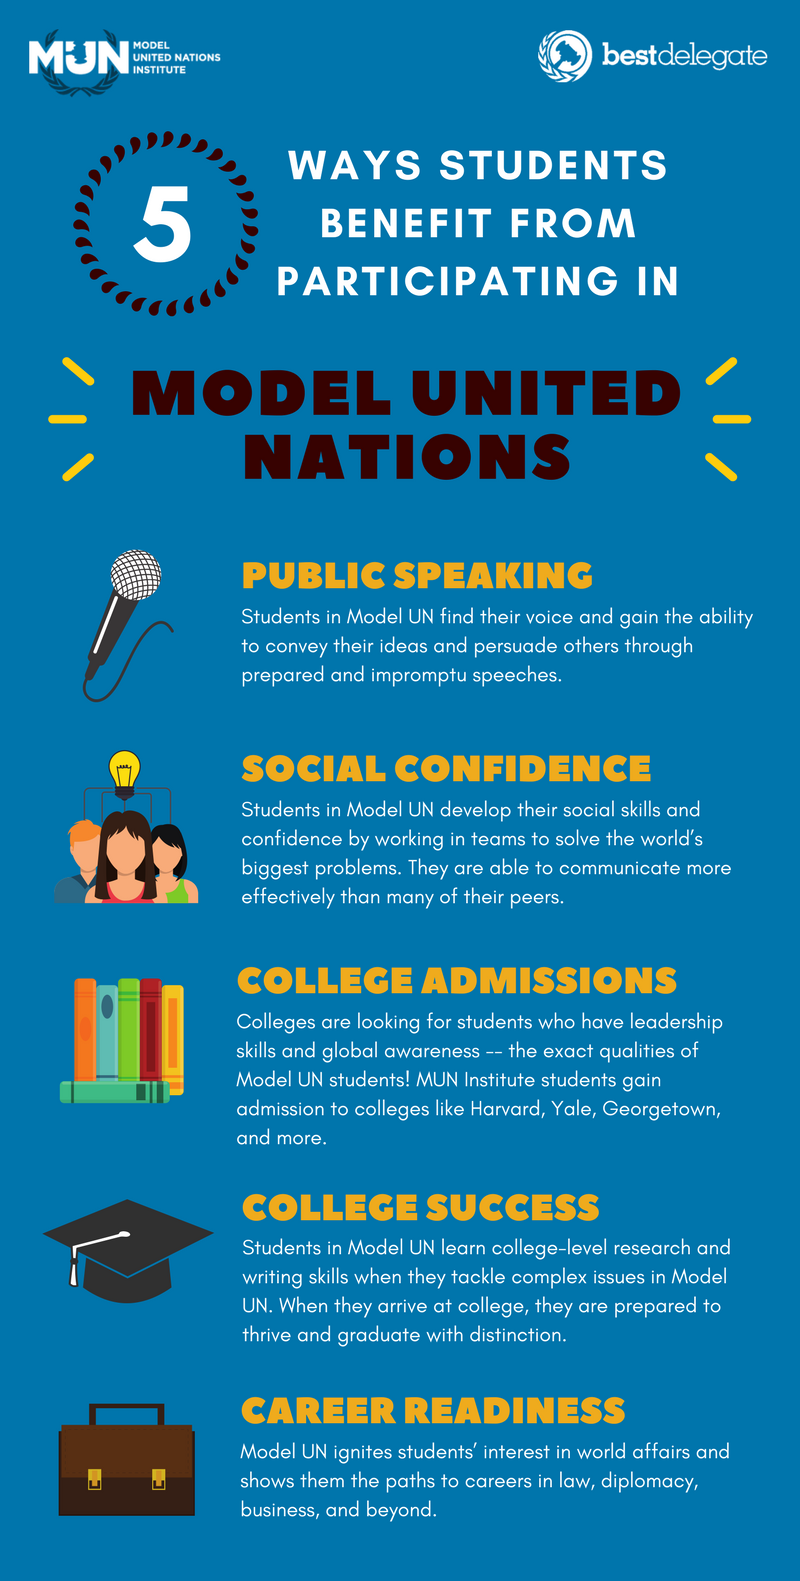 MUN MODEL
UNITED NATIONS
INSTITUTE
bestdelegate
5
WAYS STUDENTS
BENEFIT FROM
PARTICIPATING IN
MODEL UNITED
NATIONS
PUBLIC SPEAKING
Students in Model UN find their voice and gain the ability
to convey their ideas and persuade others through
prepared and impromptu speeches.
SOCIAL CONFIDENCE
Students in Model UN develop their social skills and
confidence by working in teams to solve the world's
biggest problems. They are able to communicate more
effectively than many of their peers.
COLLEGE ADMISSIONS
Colleges are looking for students who have leadership
skills and global awareness -- the exact qualities of
Model UN students! MUN Institute students gain
admission to colleges like Harvard, Yale, Georgetown,
and more.
COLLEGE SUCCESS
Students in Model UN learn college-level research and
writing skills when they tackle complex issues in Model
UN. When they arrive at college, they are prepared to
thrive and graduate with distinction.
CAREER READINESS
Model UN ignites students' interest in world affairs and
shows them the paths to careers in law, diplomacy,
business, and beyond.